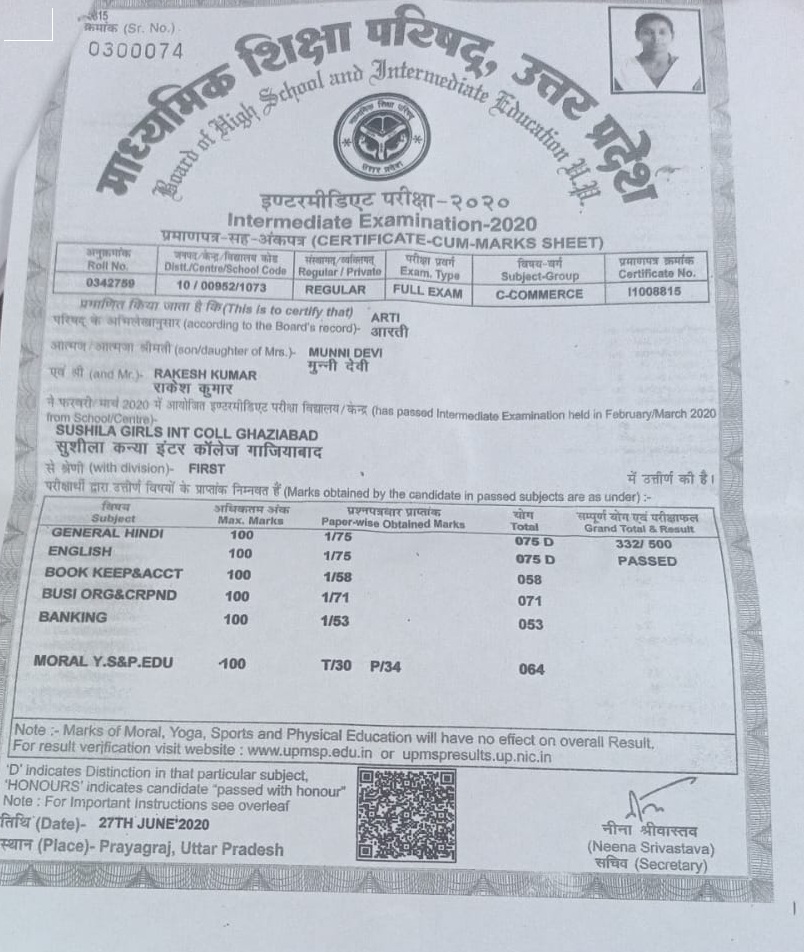 815
क्रमांक (Sr. No.)
0300074
माध्यमिक शिक्षा परिषद्, उत्तर प्रदेश
Board of High School and Intermediate Education U.P.
माध्यमिक शिक्षा परिषद्
उत्तर प्रदेश
इण्टरमीडिएट परीक्षा-२०२०
Intermediate Examination-2020
प्रमाणपत्र-सह-अंकपत्र (CERTIFICATE-CUM-MARKS SHEET)
अनुक्रमांक जनपद/केन्द्र/विद्यालय कोड संस्थागत/व्यक्तिगत परीक्षा प्रवर्ग विषय-वर्ग प्रमाणपत्र क्रमांक
Roll No. Distt./Centre/School Code Regular / Private Exam. Type Subject-Group Certificate No.
0342759 10 / 00952/1073 REGULAR FULL EXAM C-COMMERCE I1008815
प्रमाणित किया जाता है कि (This is to certify that) ARTI
परिषद् के अभिलेखानुसार (according to the Board's record)- आरती
आत्मज/आत्मजा श्रीमती (son/daughter of Mrs.)- MUNNI DEVI
मुन्नी देवी
एवं श्री (and Mr.)- RAKESH KUMAR
राकेश कुमार
ने फरवरी/मार्च 2020 में आयोजित इण्टरमीडिएट परीक्षा विद्यालय/केन्द्र (has passed Intermediate Examination held in February/March 2020
from School/Centre)-
SUSHILA GIRLS INT COLL GHAZIABAD
सुशीला कन्या इंटर कॉलेज गाजियाबाद
से श्रेणी (with division)- FIRST में उत्तीर्ण की है।
परीक्षार्थी द्वारा उत्तीर्ण विषयों के प्राप्तांक निम्नवत हैं (Marks obtained by the candidate in passed subjects are as under) :-
विषय अधिकतम अंक प्रश्नपत्रवार प्राप्तांक योग सम्पूर्ण योग एवं परीक्षाफल
Subject Max. Marks Paper-wise Obtained Marks Total Grand Total & Result
GENERAL HINDI 100 1/75 075 D 332/ 500
ENGLISH 100 1/75 075 D PASSED
BOOK KEEP&ACCT 100 1/58 058
BUSI ORG&CRPND 100 1/71 071
BANKING 100 1/53 053
MORAL Y.S&P.EDU 100 T/30 P/34 064
Note :- Marks of Moral, Yoga, Sports and Physical Education will have no effect on overall Result.
For result verification visit website : www.upmsp.edu.in or upmspresults.up.nic.in
'D' indicates Distinction in that particular subject,
'HONOURS' indicates candidate "passed with honour"
Note : For Important Instructions see overleaf
तिथि (Date)- 27TH JUNE'2020
स्थान (Place)- Prayagraj, Uttar Pradesh
नीना श्रीवास्तव
(Neena Srivastava)
सचिव (Secretary)